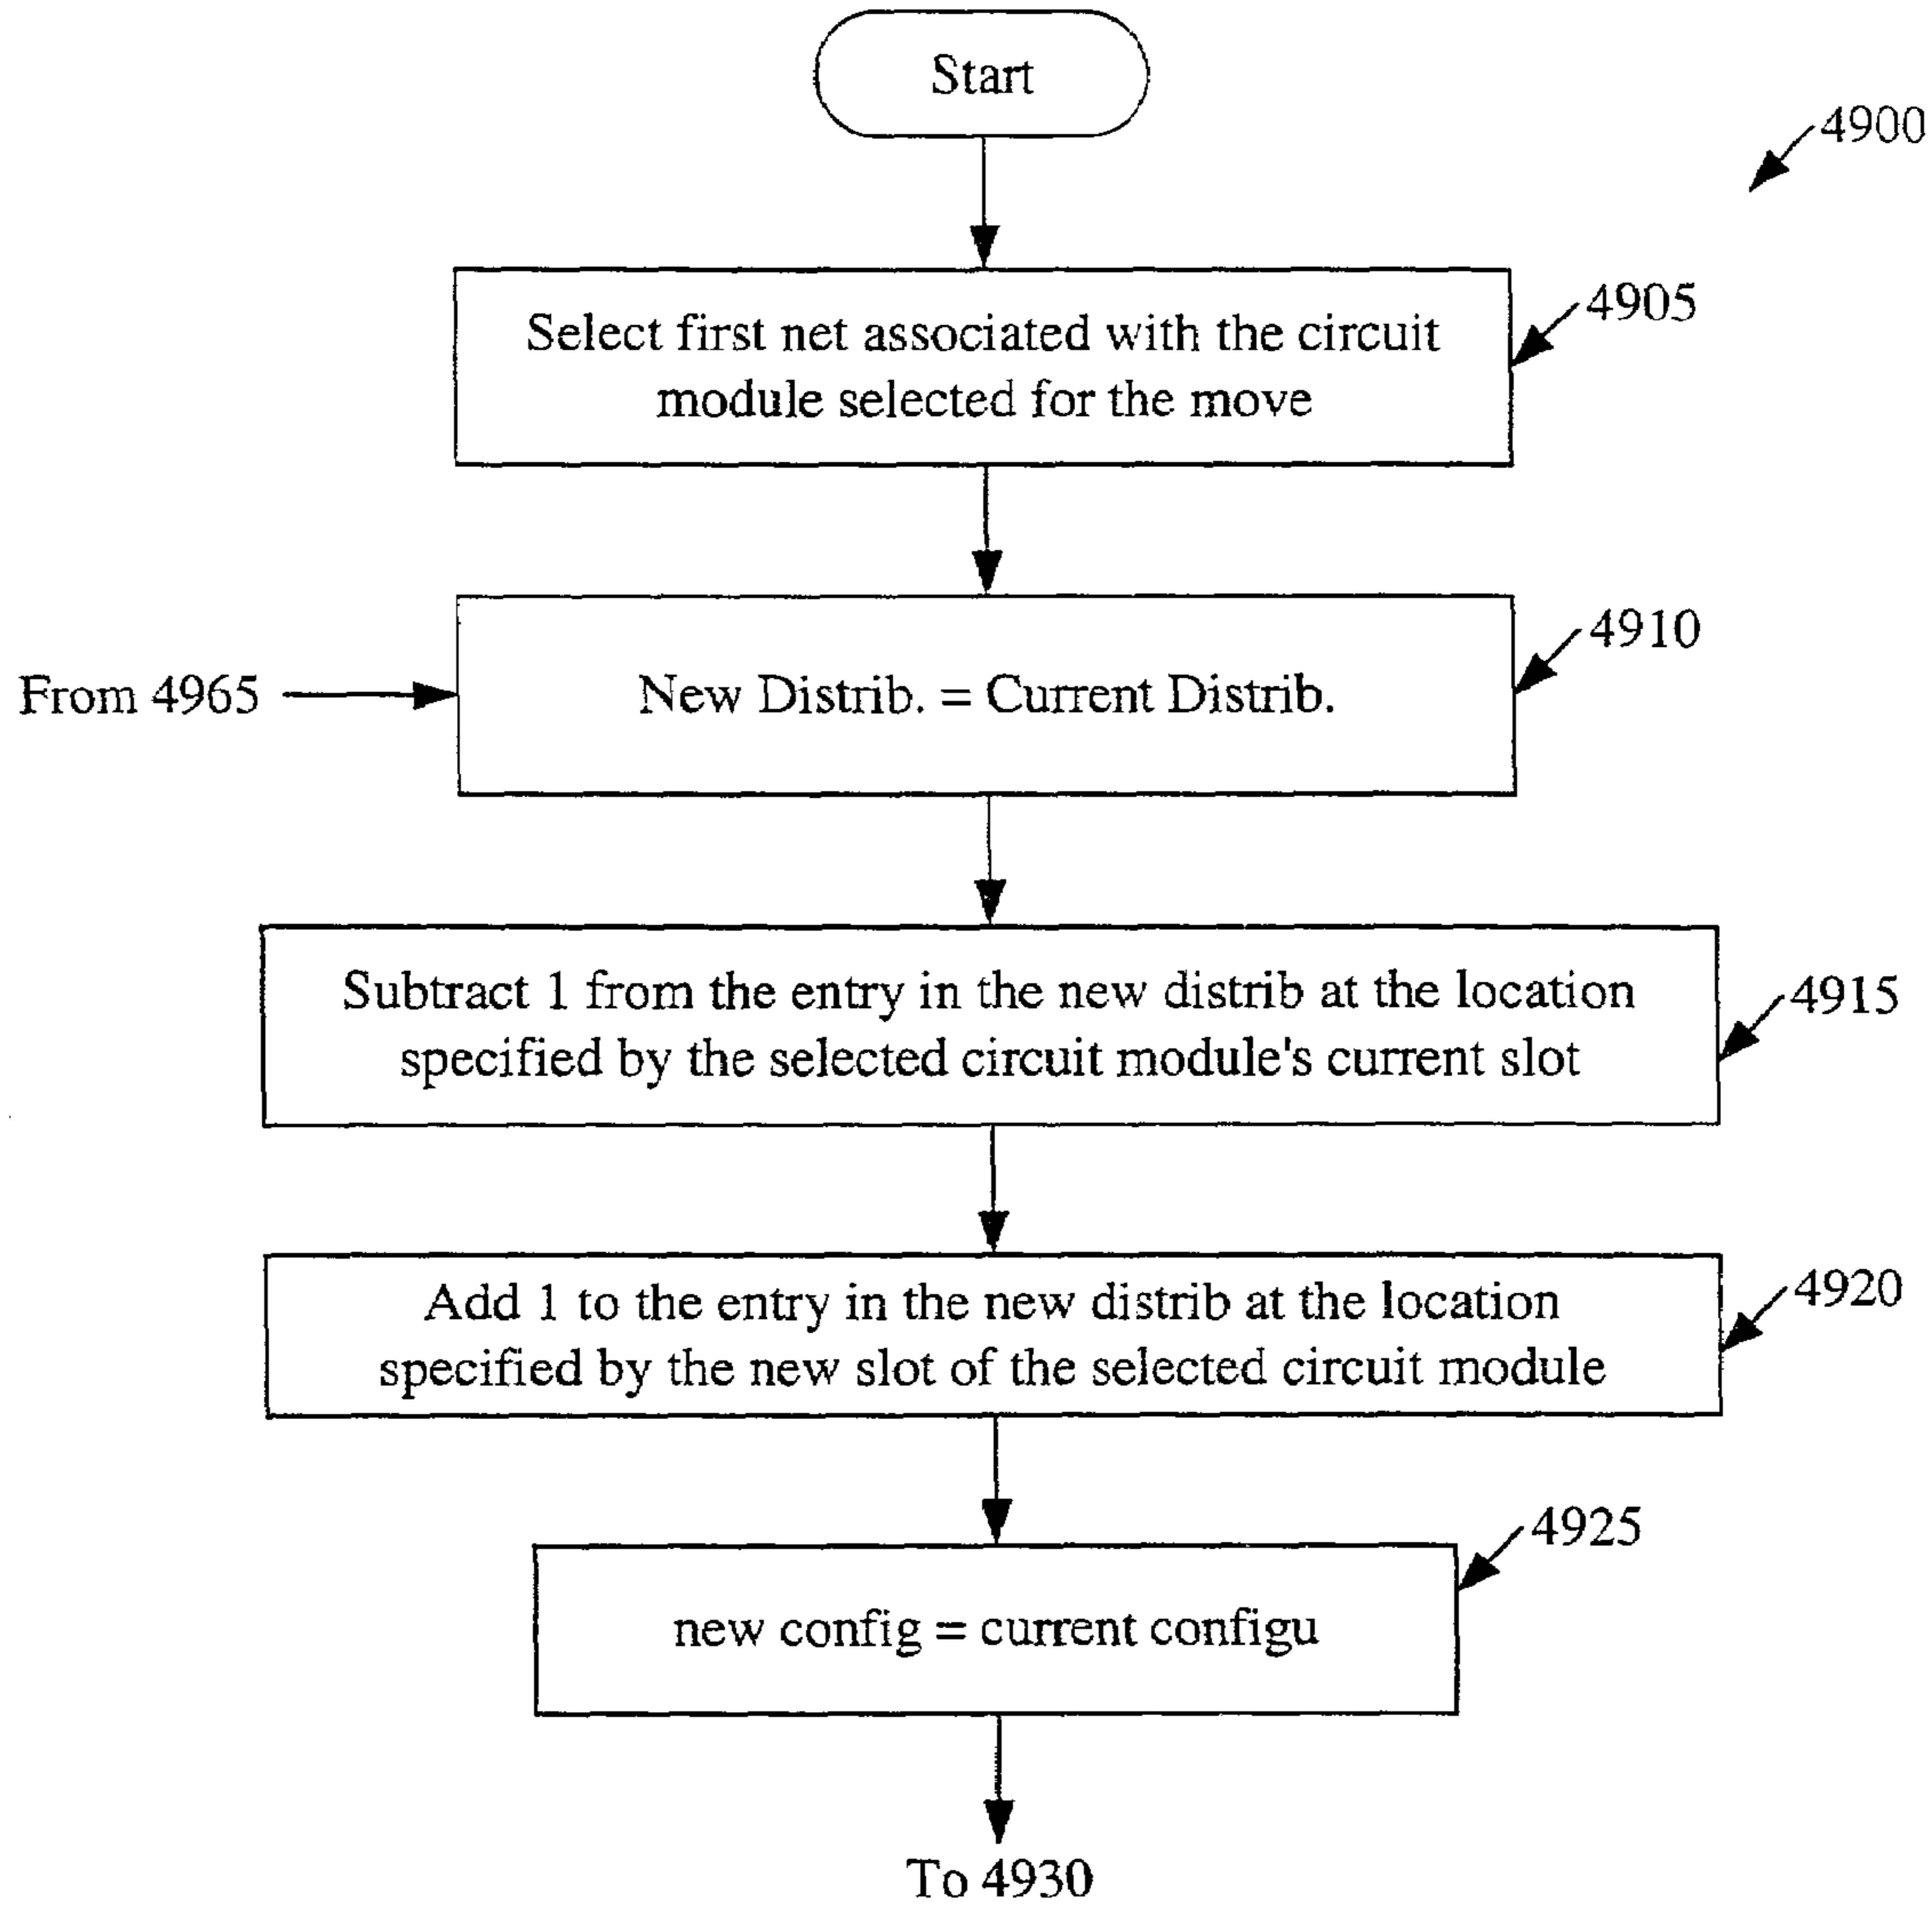 Start
4900
Select first net associated with the circuit
module selected for the move
4905
New Distrib. = Current Distrib.
4910
From 4965
Subtract 1 from the entry in the new distrib at the location
specified by the selected circuit module's current slot
4915
Add 1 to the entry in the new distrib at the location
specified by the new slot of the selected circuit module
4920
new config = current configu
4925
To 4930